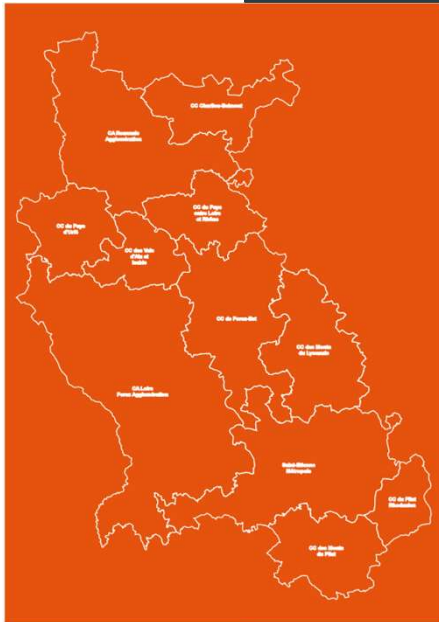 CC Charlieu-Belmont
CA Roannais
Agglomération
CC du Pays
entre Loire
et Rhône
CC du Pays
d'Urfé
CC des Vals
d'Aix et
Isable
CC de Forez-Est
CC des Monts
du Lyonnais
CA Loire
Forez Agglomération
Saint-Etienne
Métropole
CC du Pilat
Rhodanien
CC des Monts
du Pilat